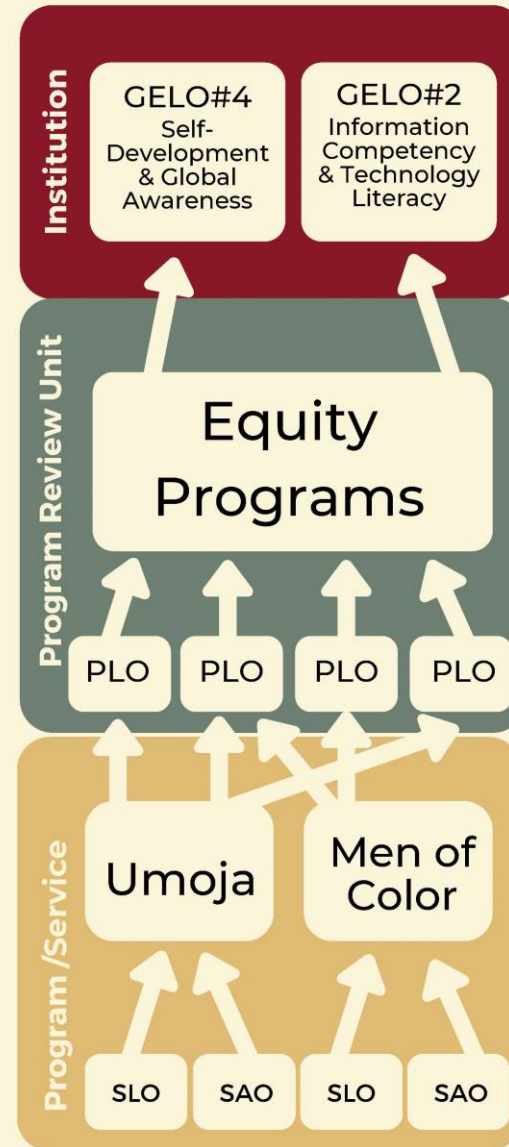 Institution
GELO#4
Self-
Development
& Global
Awareness
GELO#2
Information
Competency
& Technology
Literacy
Program Review Unit
Equity
Programs
PLO
PLO
PLO
PLO
Program /Service
Umoja
Men of
Color
SLO
SAO
SLO
SAO